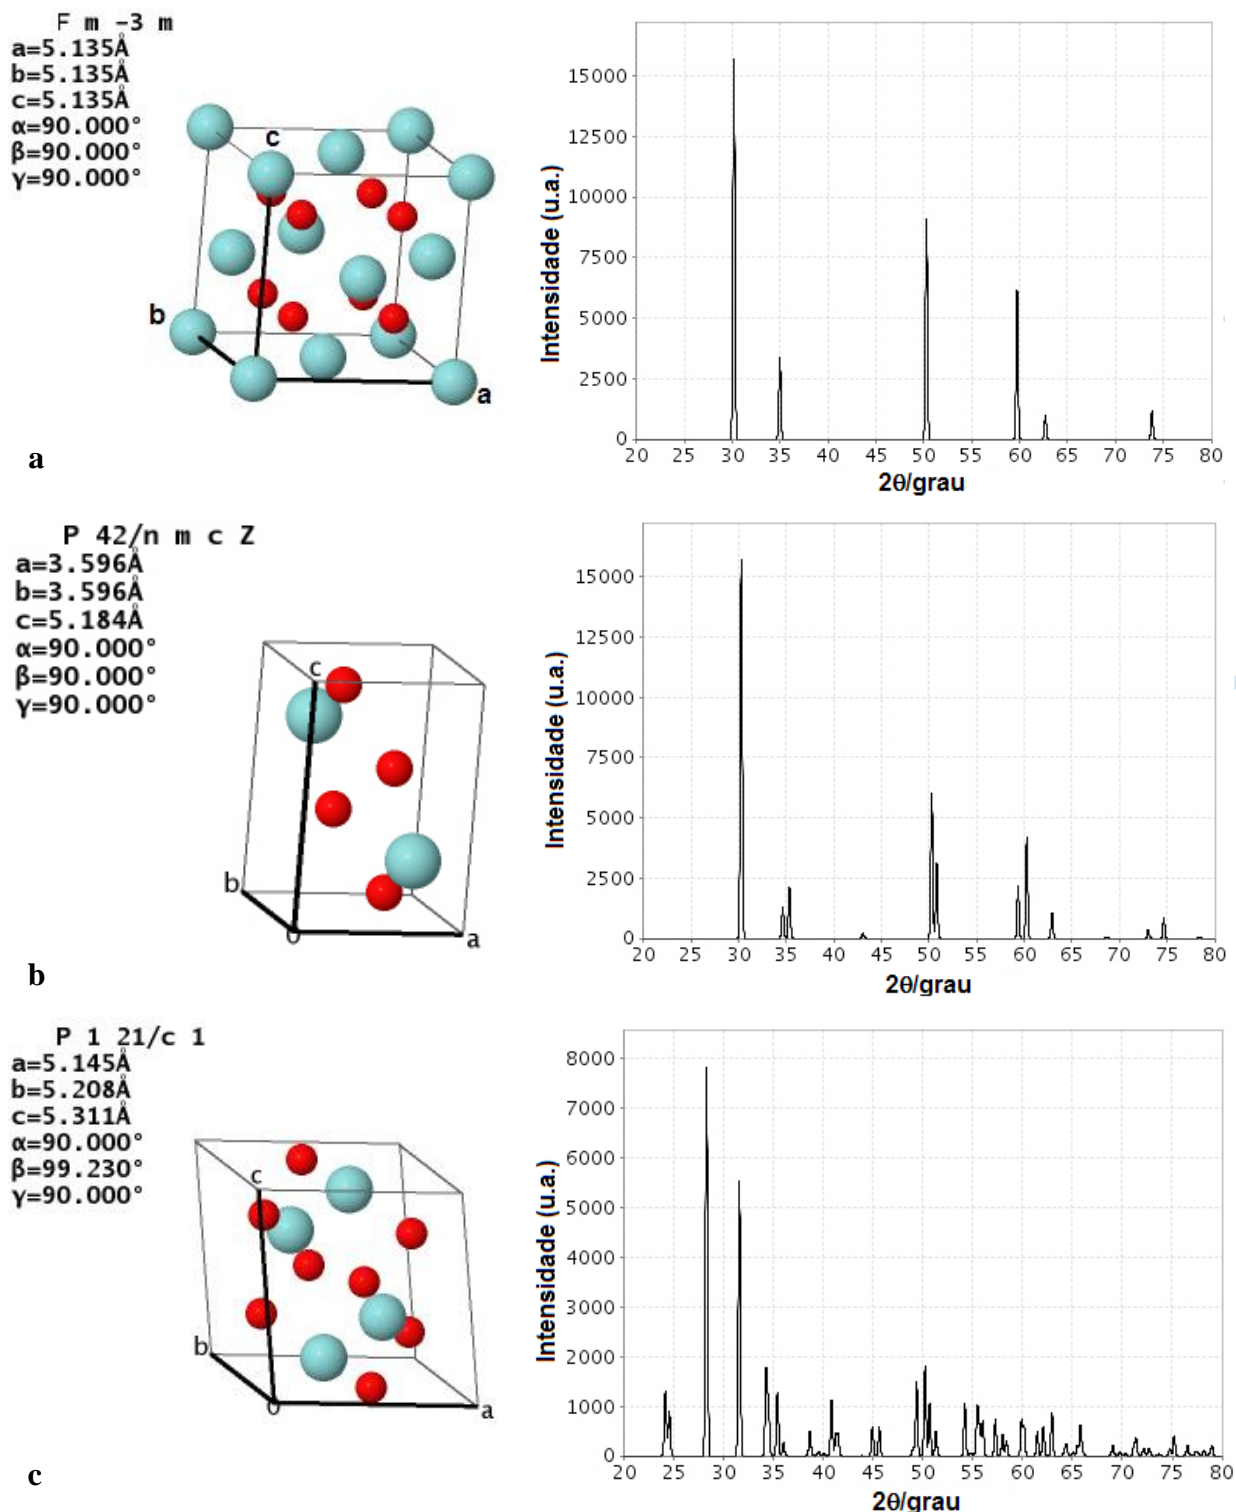 F m -3 m
a=5.135Å
b=5.135Å
c=5.135Å
α=90.000°
β=90.000°
γ=90.000°
c
b
a
15000
12500
10000
7500
5000
2500
0
20 25 30 35 40 45 50 55 60 65 70 75 80
Intensidade (u.a.)
2θ/grau
a
P 42/n m c Z
a=3.596Å
b=3.596Å
c=5.184Å
α=90.000°
β=90.000°
γ=90.000°
c
b
0
a
15000
12500
10000
7500
5000
2500
0
20 25 30 35 40 45 50 55 60 65 70 75 80
Intensidade (u.a.)
2θ/grau
b
P 1 21/c 1
a=5.145Å
b=5.208Å
c=5.311Å
α=90.000°
β=99.230°
γ=90.000°
c
b
0
a
8000
7000
6000
5000
4000
3000
2000
1000
0
20 25 30 35 40 45 50 55 60 65 70 75 80
Intensidade (u.a.)
2θ/grau
c